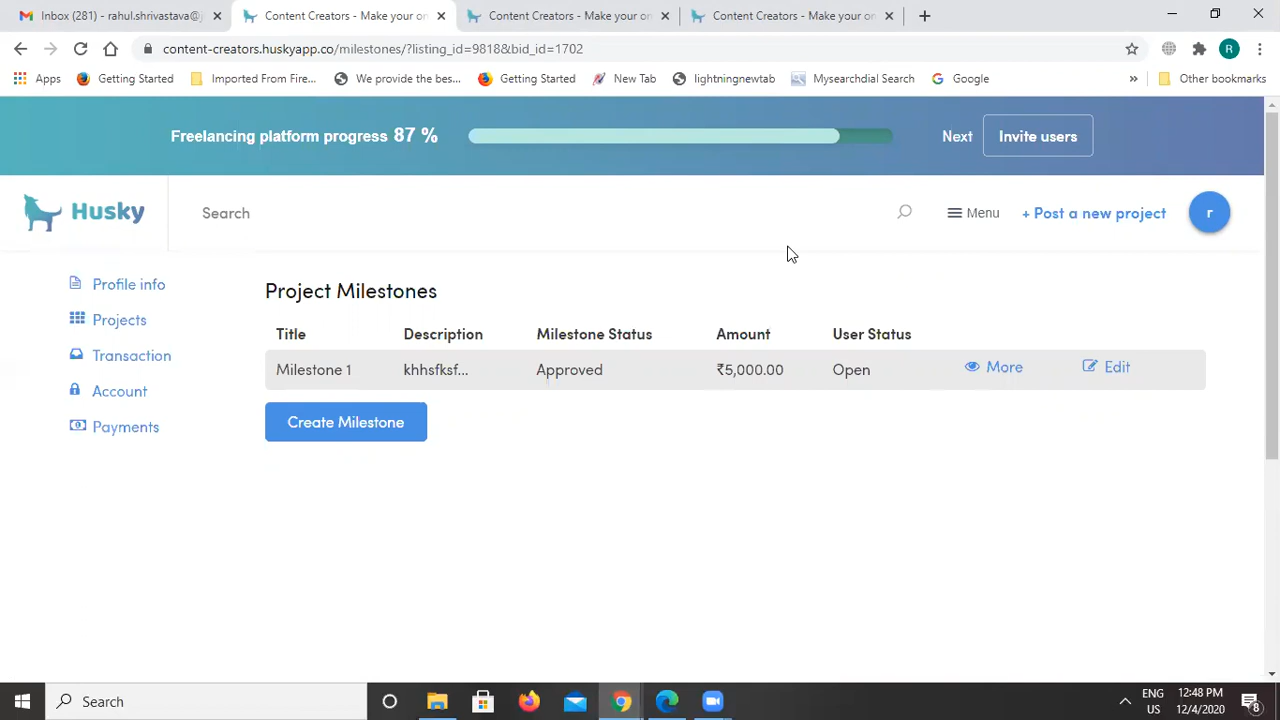 Inbox (281) - rahul.shrivastava@j
Content Creators - Make your on
Content Creators - Make your on
Content Creators - Make your on
content-creators.huskyapp.co/milestones/?listing_id=9818&bid_id=1702
R
Apps
Getting Started
Imported From Fire...
We provide the bes...
Getting Started
New Tab
lightningnewtab
Mysearchdial Search
Google
»
Other bookmarks
Freelancing platform progress 87 %
Next
Invite users
Husky
Search
Menu
+ Post a new project
r
Profile info
Projects
Transaction
Account
Payments
Project Milestones
Title Description Milestone Status Amount User Status
Milestone 1 khhsfksf... Approved ₹5,000.00 Open More Edit
Create Milestone
Search
ENG
US
12:48 PM
12/4/2020
8